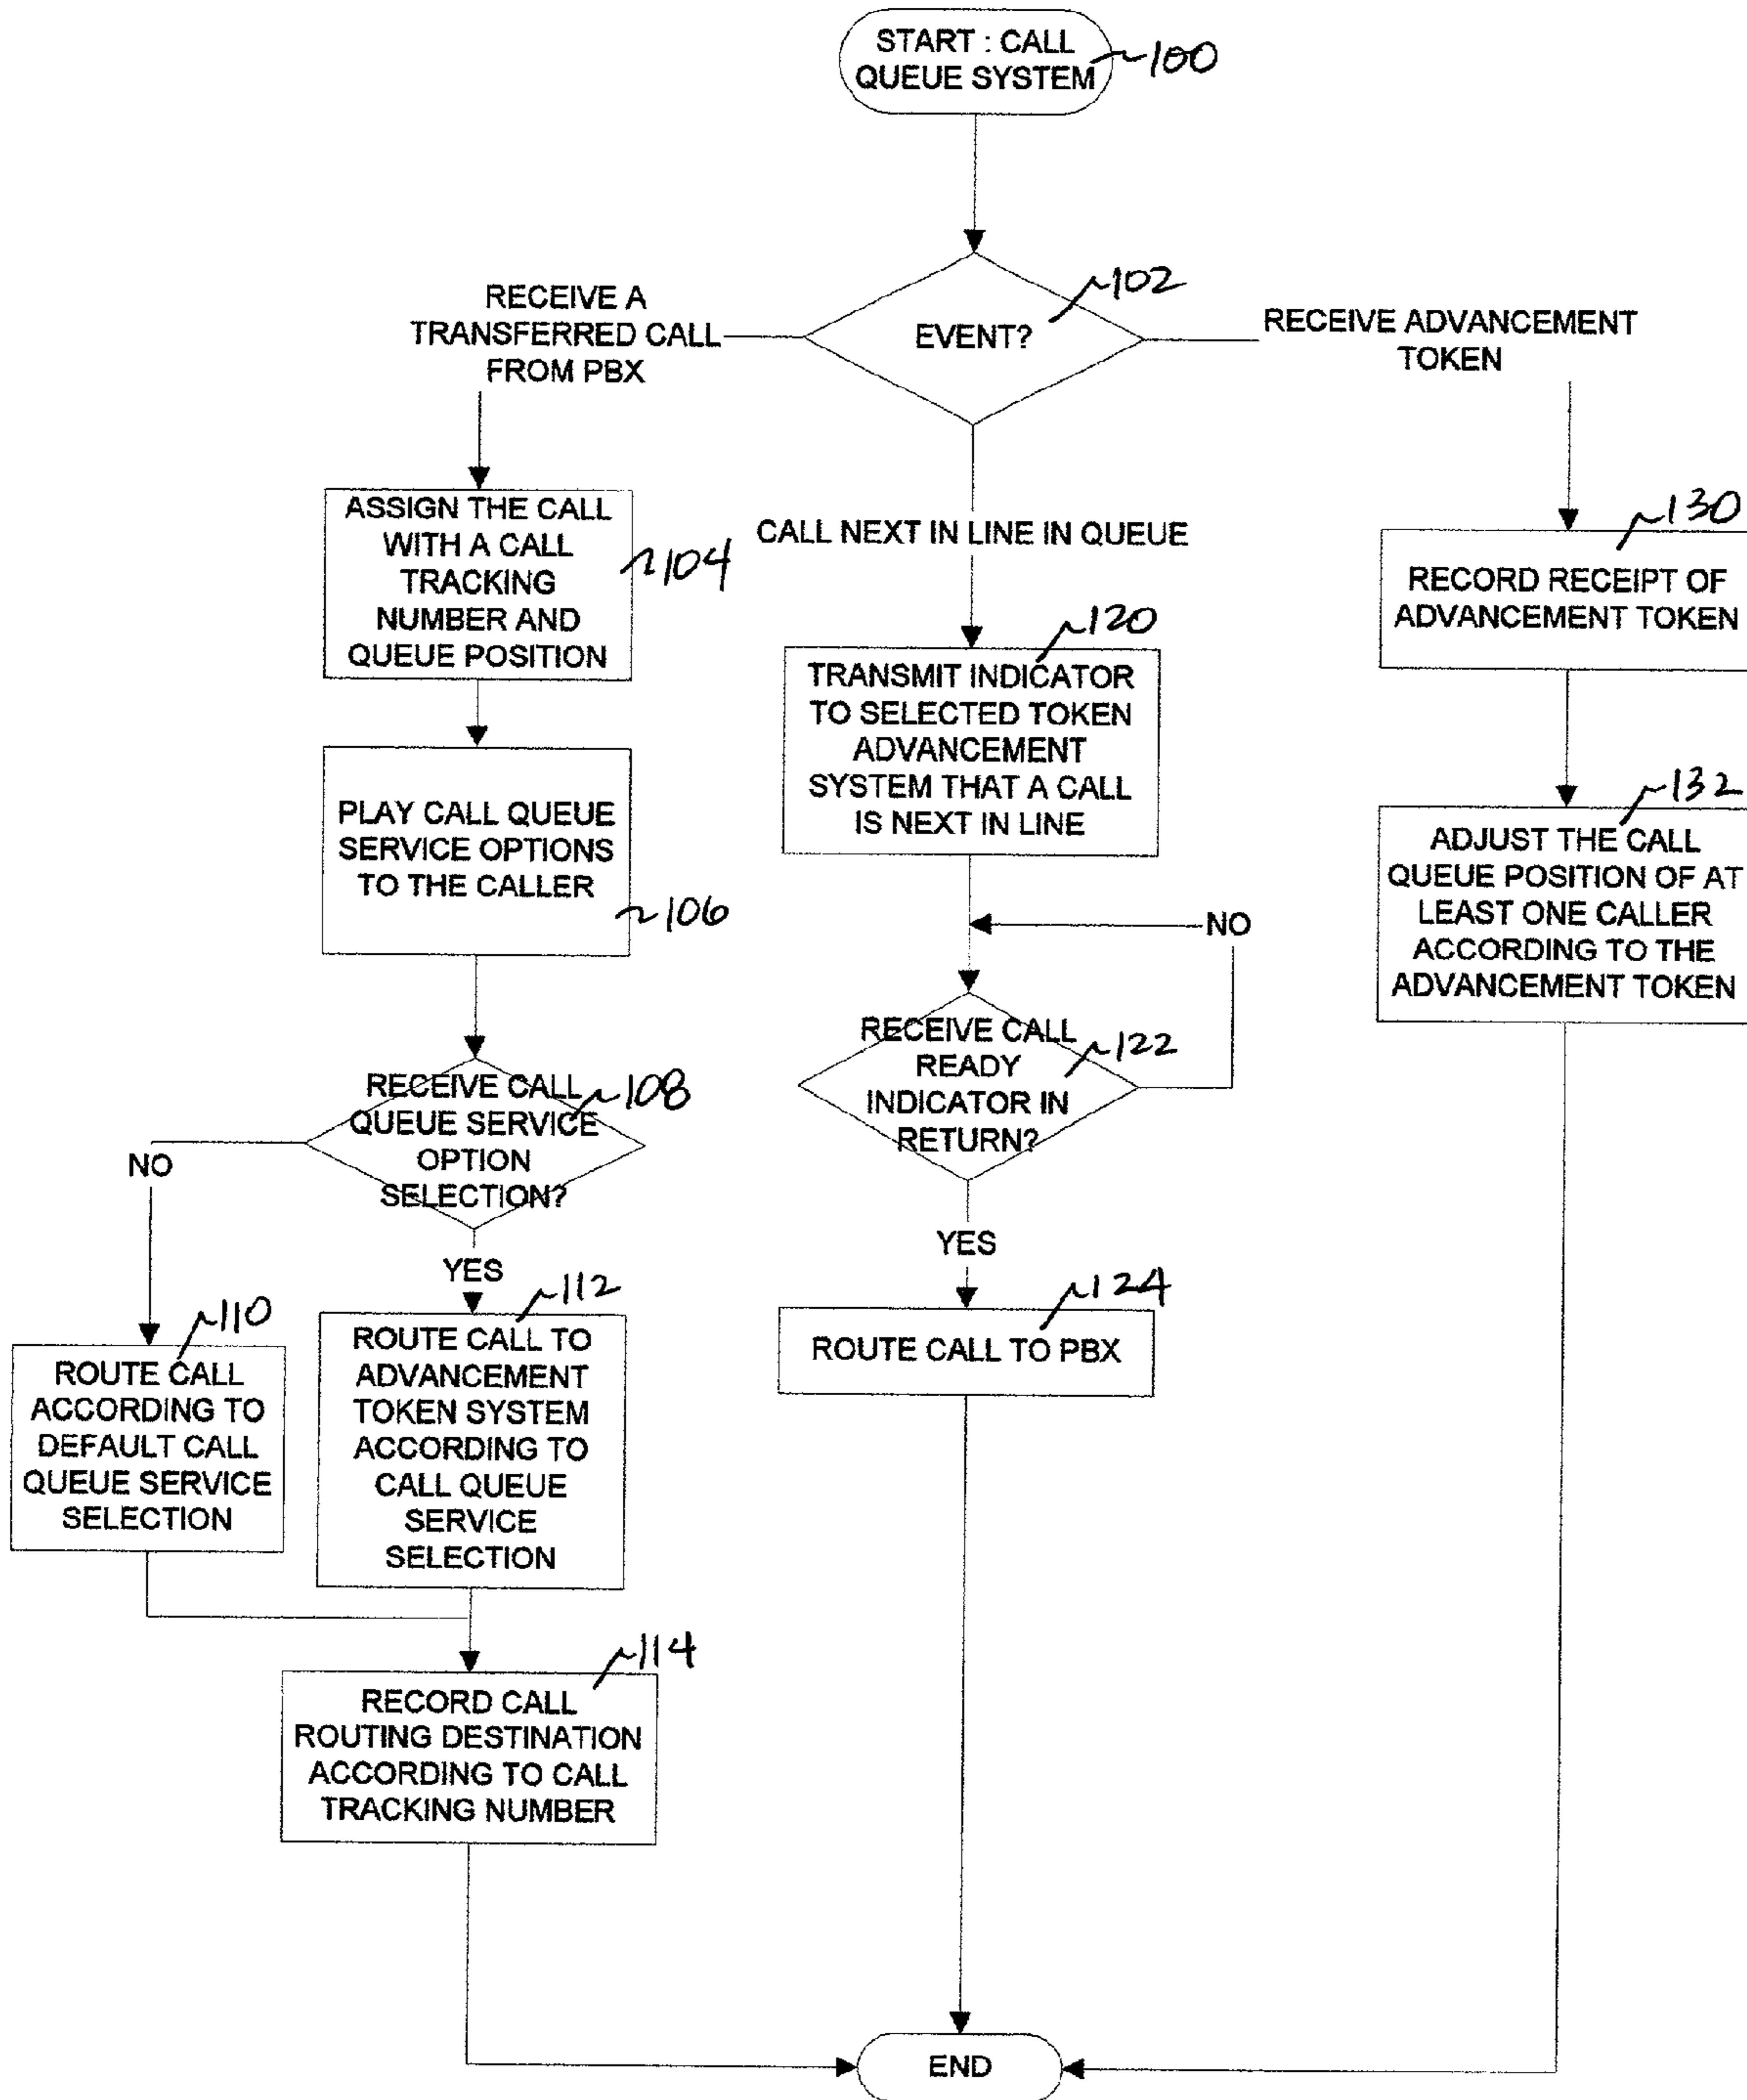 START : CALL
QUEUE SYSTEM
~100
~102
EVENT?
RECEIVE A
TRANSFERRED CALL
FROM PBX
RECEIVE ADVANCEMENT
TOKEN
ASSIGN THE CALL
WITH A CALL
TRACKING
NUMBER AND
QUEUE POSITION
~104
CALL NEXT IN LINE IN QUEUE
~130
RECORD RECEIPT OF
ADVANCEMENT TOKEN
~120
TRANSMIT INDICATOR
TO SELECTED TOKEN
ADVANCEMENT
SYSTEM THAT A CALL
IS NEXT IN LINE
PLAY CALL QUEUE
SERVICE OPTIONS
TO THE CALLER
~106
~132
ADJUST THE CALL
QUEUE POSITION OF AT
LEAST ONE CALLER
ACCORDING TO THE
ADVANCEMENT TOKEN
NO
RECEIVE CALL
READY
INDICATOR IN
RETURN?
~122
RECEIVE CALL
QUEUE SERVICE
OPTION
SELECTION?
~108
NO
YES
YES
~110
ROUTE CALL
ACCORDING TO
DEFAULT CALL
QUEUE SERVICE
SELECTION
~112
ROUTE CALL TO
ADVANCEMENT
TOKEN SYSTEM
ACCORDING TO
CALL QUEUE
SERVICE
SELECTION
~124
ROUTE CALL TO PBX
~114
RECORD CALL
ROUTING DESTINATION
ACCORDING TO CALL
TRACKING NUMBER
END